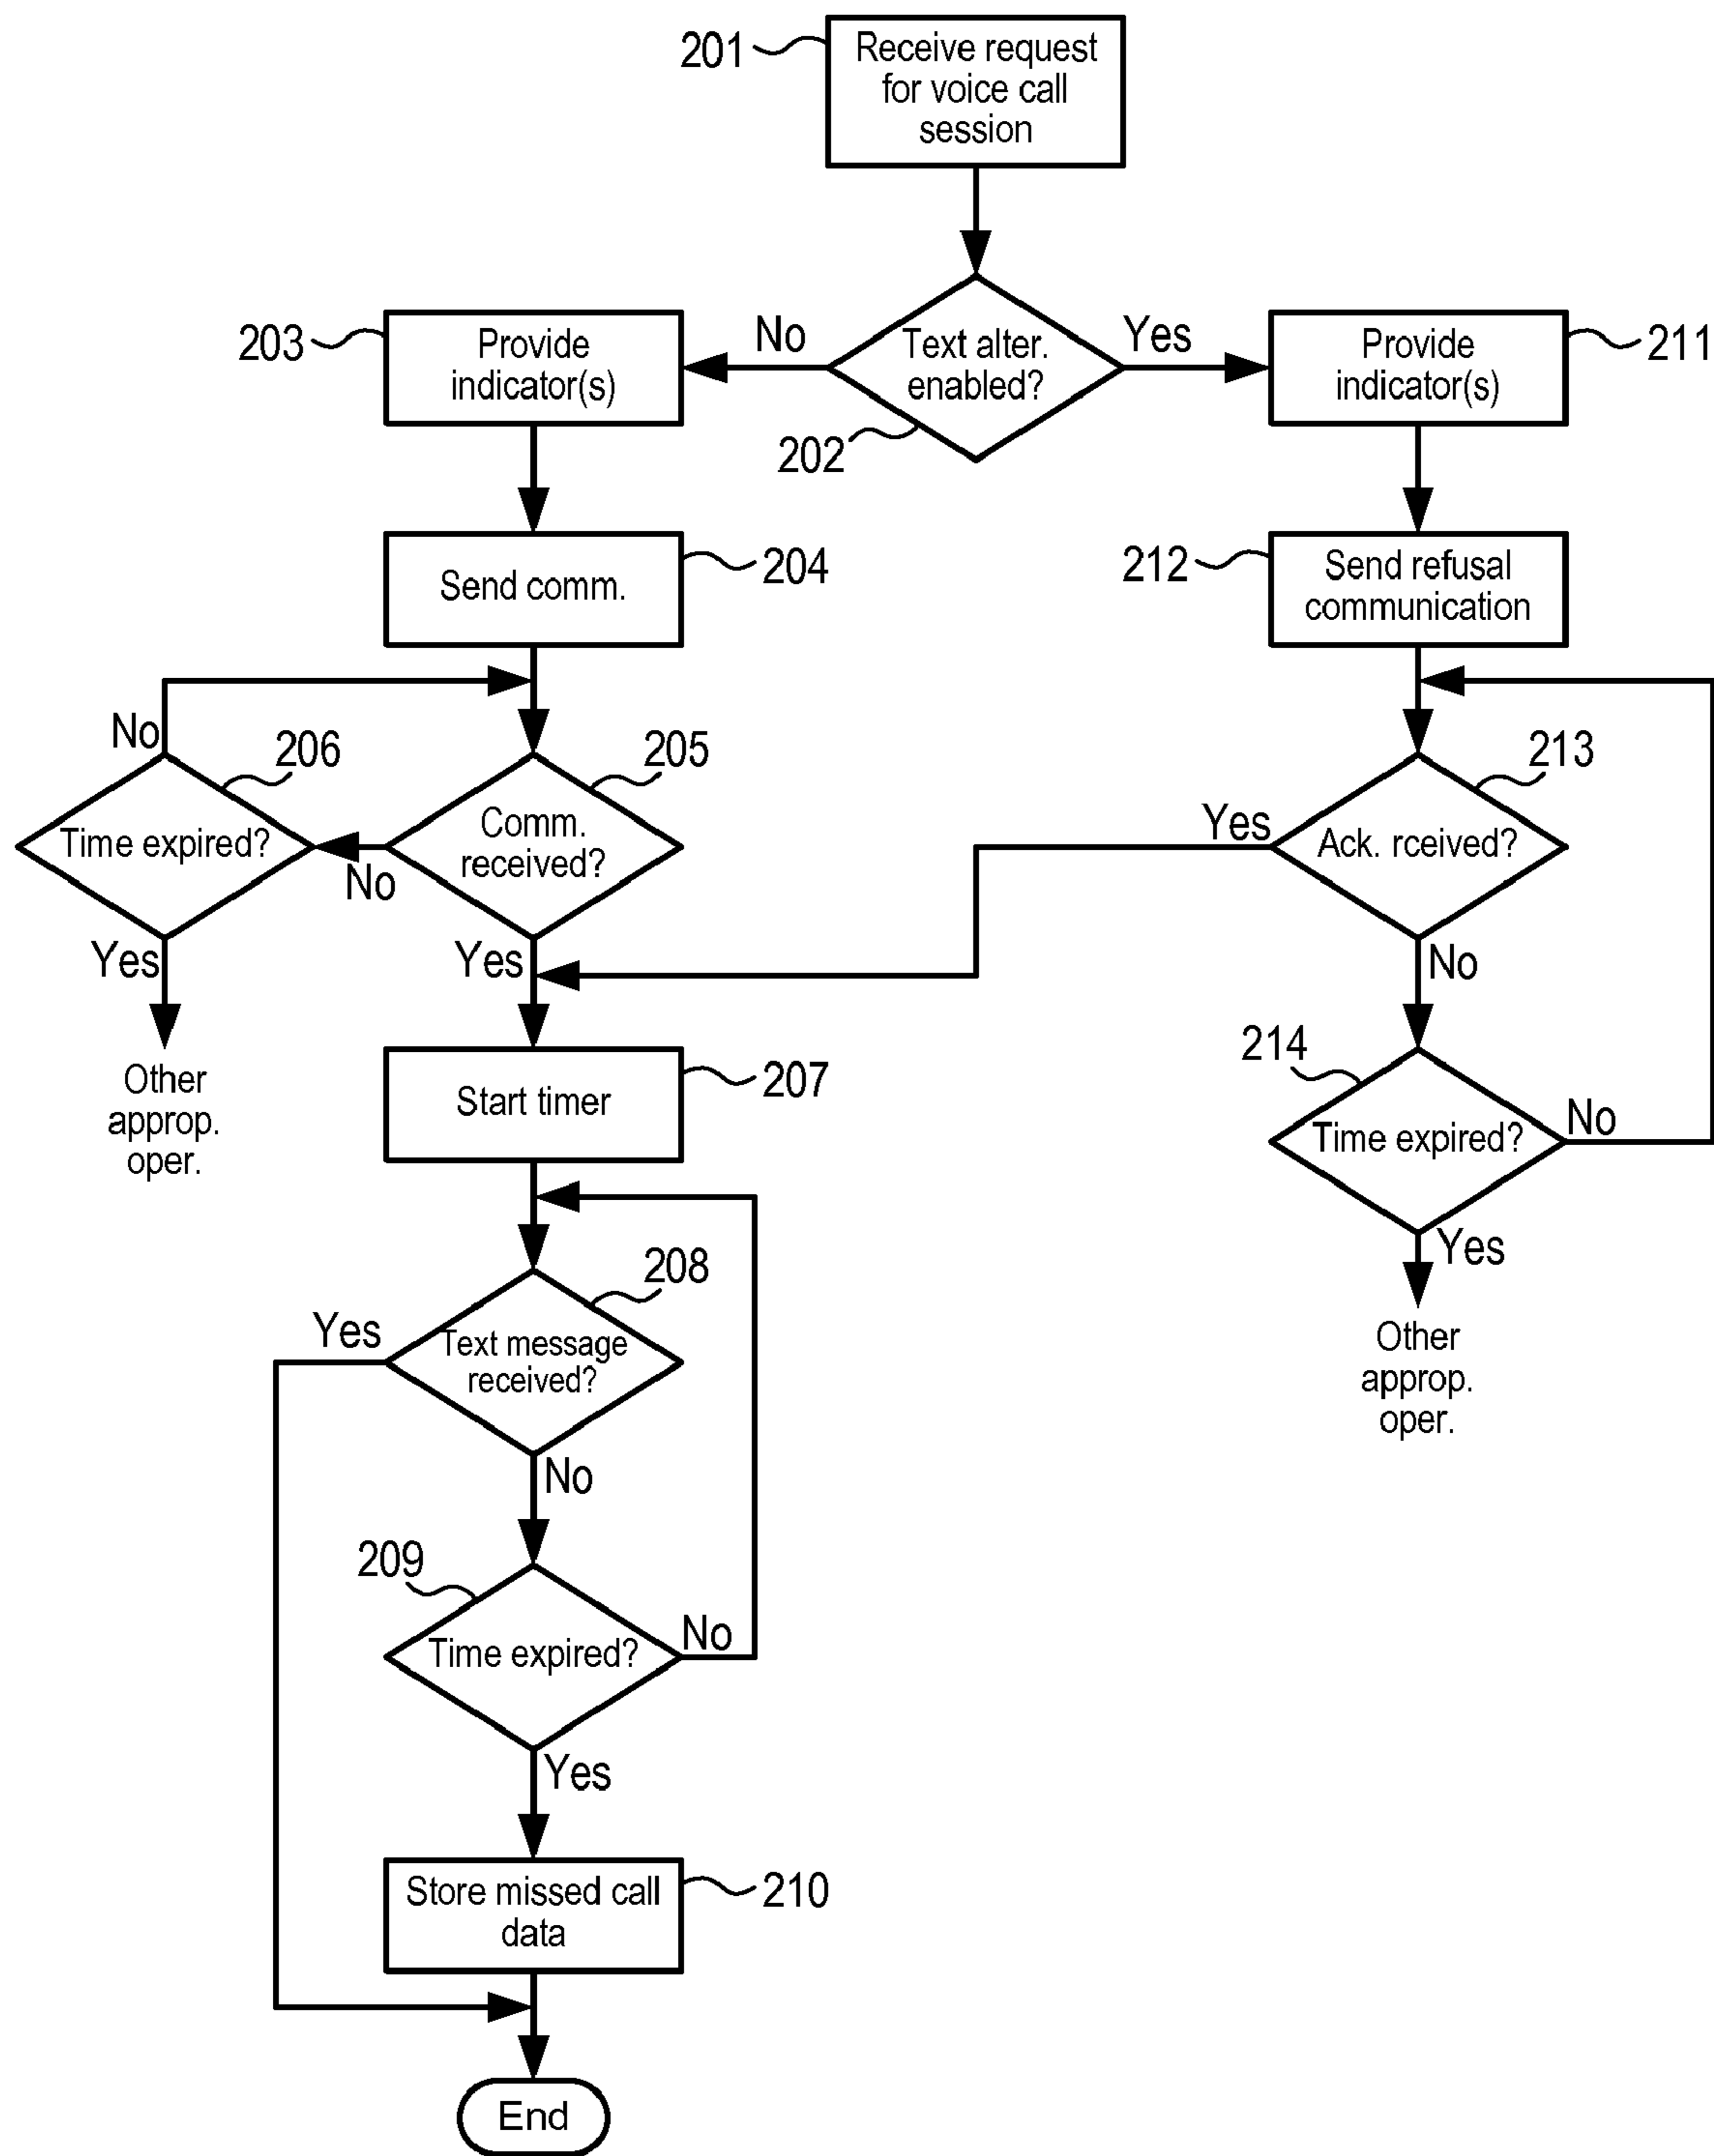 201
Receive request
for voice call
session
203
Provide
indicator(s)
No
Text alter.
enabled?
Yes
Provide
indicator(s)
211
202
Send comm.
204
212
Send refusal
communication
No
206
205
213
Time expired?
No
Comm.
received?
Yes
Ack. rceived?
Yes
Yes
No
Other
approp.
oper.
Start timer
207
214
Time expired?
No
Yes
Other
approp.
oper.
208
Yes
Text message
received?
No
209
Time expired?
No
Yes
Store missed call
data
210
End